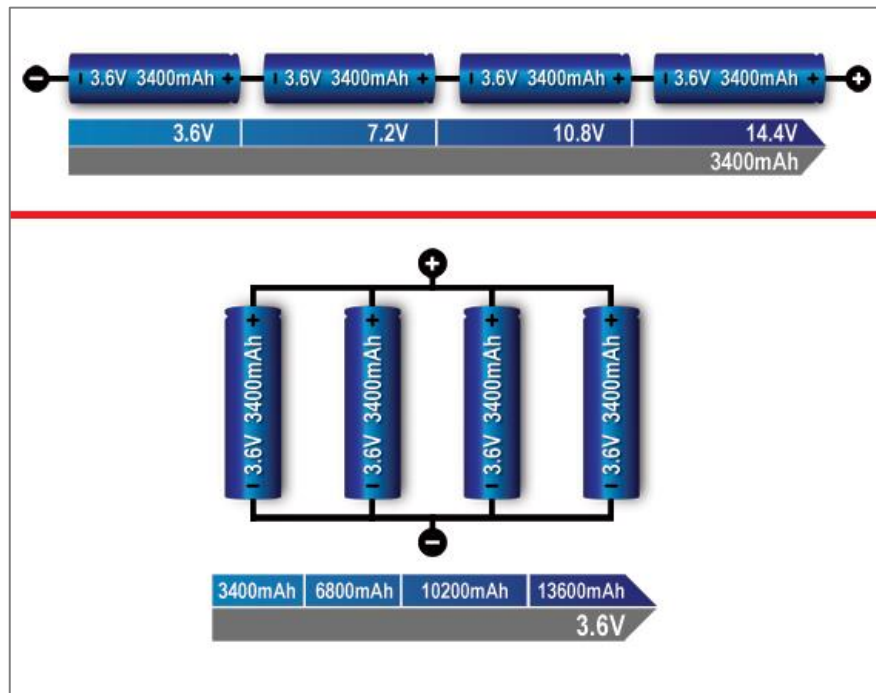 − − 3.6V 3400mAh + − 3.6V 3400mAh + − 3.6V 3400mAh + − 3.6V 3400mAh + +
3.6V 7.2V 10.8V 14.4V
3400mAh
+
− 3.6V 3400mAh +
− 3.6V 3400mAh +
− 3.6V 3400mAh +
− 3.6V 3400mAh +
−
3400mAh 6800mAh 10200mAh 13600mAh
3.6V